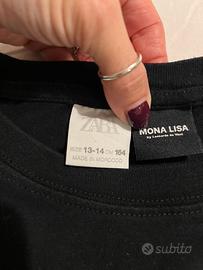 ZARA
SIZE 13-14 CM 164
MADE IN MOROCCO
MONA LISA
by Leonardo da Vinci
subito